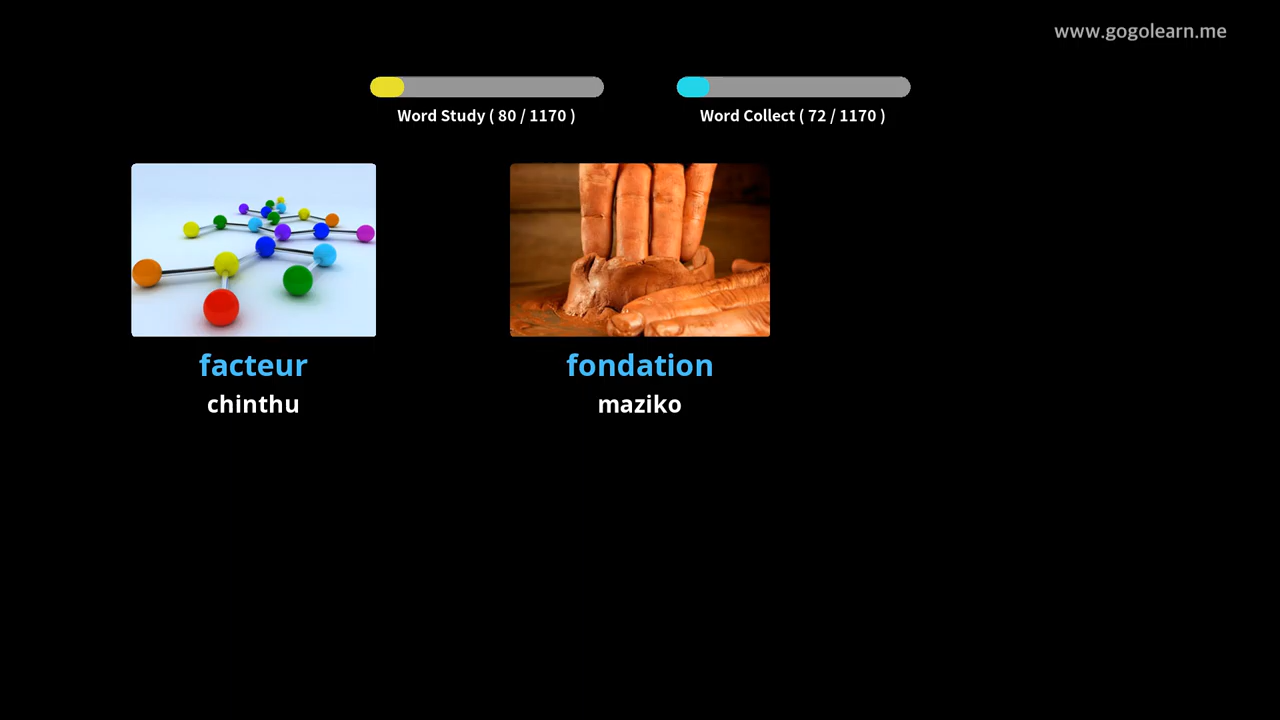 www.gogolearn.me
Word Study ( 80 / 1170 )
Word Collect ( 72 / 1170 )
facteur
chinthu
fondation
maziko